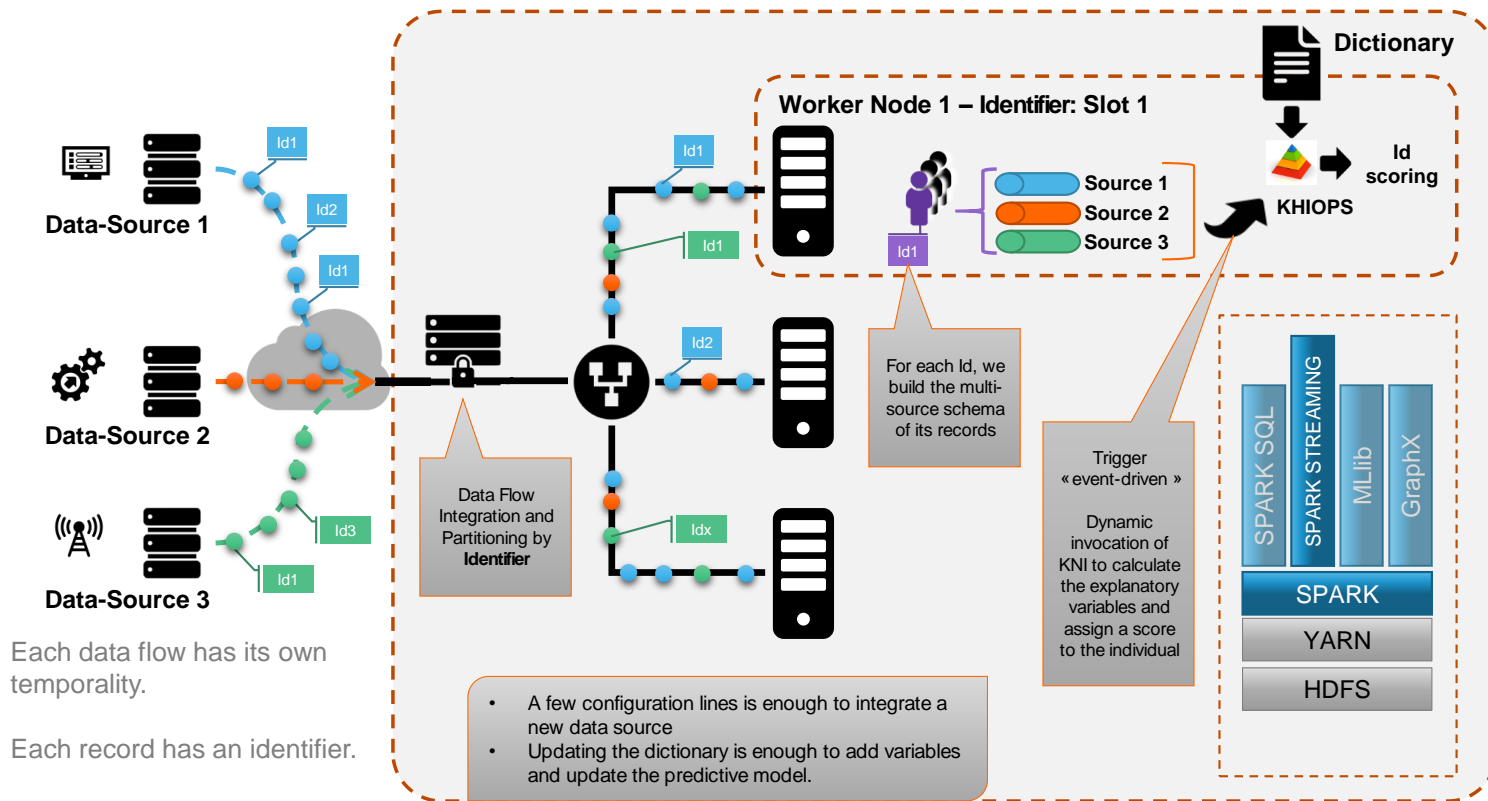 Dictionary
Worker Node 1 – Identifier: Slot 1
Id1
Id2
Id1
Data-Source 1
Id1
Id1
Id1
Source 1
Source 2
Source 3
KHIOPS
Id
scoring
Data-Source 2
Id2
Data-Source 3
Id3
Id1
Idx
Data Flow
Integration and
Partitioning by
Identifier
For each Id, we
build the multi-
source schema
of its records
Trigger
« event-driven »
Dynamic
invocation of
KNI to calculate
the explanatory
variables and
assign a score
to the individual
SPARK SQL
SPARK STREAMING
MLlib
GraphX
SPARK
YARN
HDFS
Each data flow has its own
temporality.
Each record has an identifier.
• A few configuration lines is enough to integrate a
new data source
• Updating the dictionary is enough to add variables
and update the predictive model.